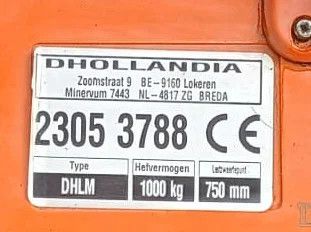 DHOLLANDIA
Zoomstraat 9 BE-9160 Lokeren
Minervum 7443 NL-4817 ZG BREDA
2305 3788 CE
Type Hefvermogen Lastzwaartepunt
DHLM 1000 kg 750 mm